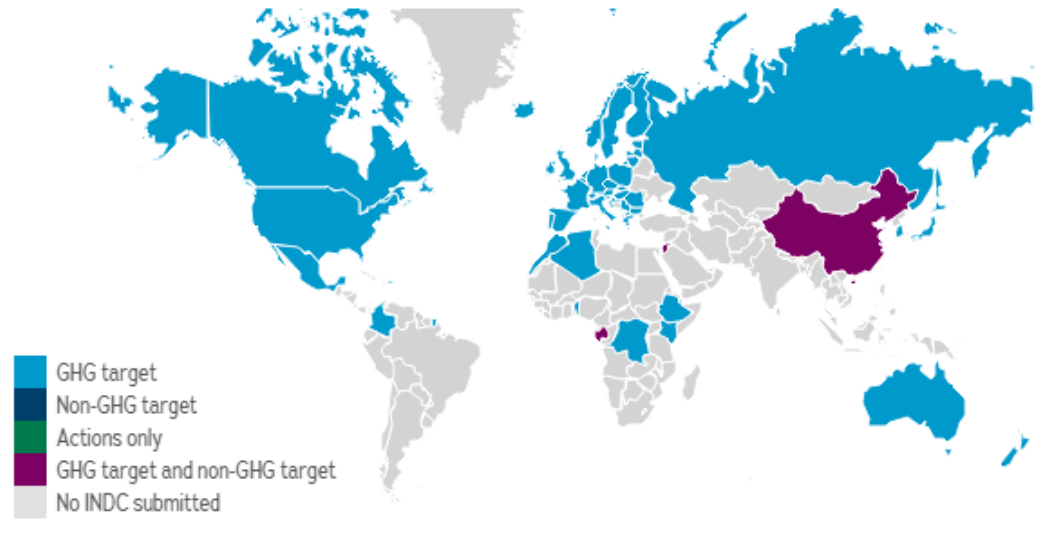 GHG target
Non-GHG target
Actions only
GHG target and non-GHG target
No INDC submitted